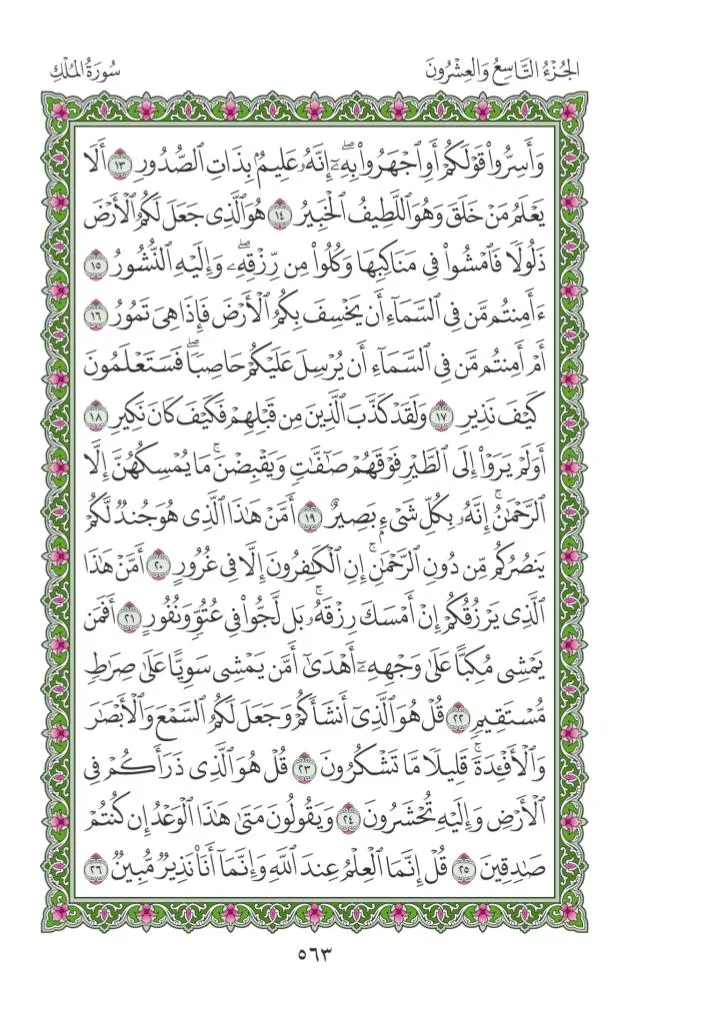 الجُزْءُ التَّاسِعُ وَالعِشْرُونَ
سُورَةُ المُلْكِ
وَأَسِرُّوا۟ قَوْلَكُمْ أَوِ ٱجْهَرُوا۟ بِهِۦٓۖ إِنَّهُۥ عَلِيمٌۢ بِذَاتِ ٱلصُّدُورِ ١٣ أَلَا
يَعْلَمُ مَنْ خَلَقَ وَهُوَ ٱللَّطِيفُ ٱلْخَبِيرُ ١٤ هُوَ ٱلَّذِى جَعَلَ لَكُمُ ٱلْأَرْضَ
ذَلُولًا فَٱمْشُوا۟ فِى مَنَاكِبِهَا وَكُلُوا۟ مِن رِّزْقِهِۦۖ وَإِلَيْهِ ٱلنُّشُورُ ١٥
ءَأَمِنتُم مَّن فِى ٱلسَّمَآءِ أَن يَخْسِفَ بِكُمُ ٱلْأَرْضَ فَإِذَا هِىَ تَمُورُ ١٦
أَمْ أَمِنتُم مَّن فِى ٱلسَّمَآءِ أَن يُرْسِلَ عَلَيْكُمْ حَاصِبًاۖ فَسَتَعْلَمُونَ
كَيْفَ نَذِيرِ ١٧ وَلَقَدْ كَذَّبَ ٱلَّذِينَ مِن قَبْلِهِمْ فَكَيْفَ كَانَ نَكِيرِ ١٨
أَوَلَمْ يَرَوْا۟ إِلَى ٱلطَّيْرِ فَوْقَهُمْ صَٰٓفَّٰتٍ وَيَقْبِضْنَۚ مَا يُمْسِكُهُنَّ إِلَّا
ٱلرَّحْمَٰنُۚ إِنَّهُۥ بِكُلِّ شَىْءٍۭ بَصِيرٌ ١٩ أَمَّنْ هَٰذَا ٱلَّذِى هُوَ جُندٌ لَّكُمْ
يَنصُرُكُم مِّن دُونِ ٱلرَّحْمَٰنِۚ إِنِ ٱلْكَٰفِرُونَ إِلَّا فِى غُرُورٍ ٢٠ أَمَّنْ هَٰذَا
ٱلَّذِى يَرْزُقُكُمْ إِنْ أَمْسَكَ رِزْقَهُۥۚ بَل لَّجُّوا۟ فِى عُتُوٍّ وَنُفُورٍ ٢١ أَفَمَن
يَمْشِى مُكِبًّا عَلَىٰ وَجْهِهِۦٓ أَهْدَىٰٓ أَمَّن يَمْشِى سَوِيًّا عَلَىٰ صِرَٰطٍ
مُّسْتَقِيمٍ ٢٢ قُلْ هُوَ ٱلَّذِىٓ أَنشَأَكُمْ وَجَعَلَ لَكُمُ ٱلسَّمْعَ وَٱلْأَبْصَٰرَ
وَٱلْأَفْـِٔدَةَۖ قَلِيلًا مَّا تَشْكُرُونَ ٢٣ قُلْ هُوَ ٱلَّذِى ذَرَأَكُمْ فِى
ٱلْأَرْضِ وَإِلَيْهِ تُحْشَرُونَ ٢٤ وَيَقُولُونَ مَتَىٰ هَٰذَا ٱلْوَعْدُ إِن كُنتُمْ
صَٰدِقِينَ ٢٥ قُلْ إِنَّمَا ٱلْعِلْمُ عِندَ ٱللَّهِ وَإِنَّمَآ أَنَا۠ نَذِيرٌ مُّبِينٌ ٢٦
٥٦٣